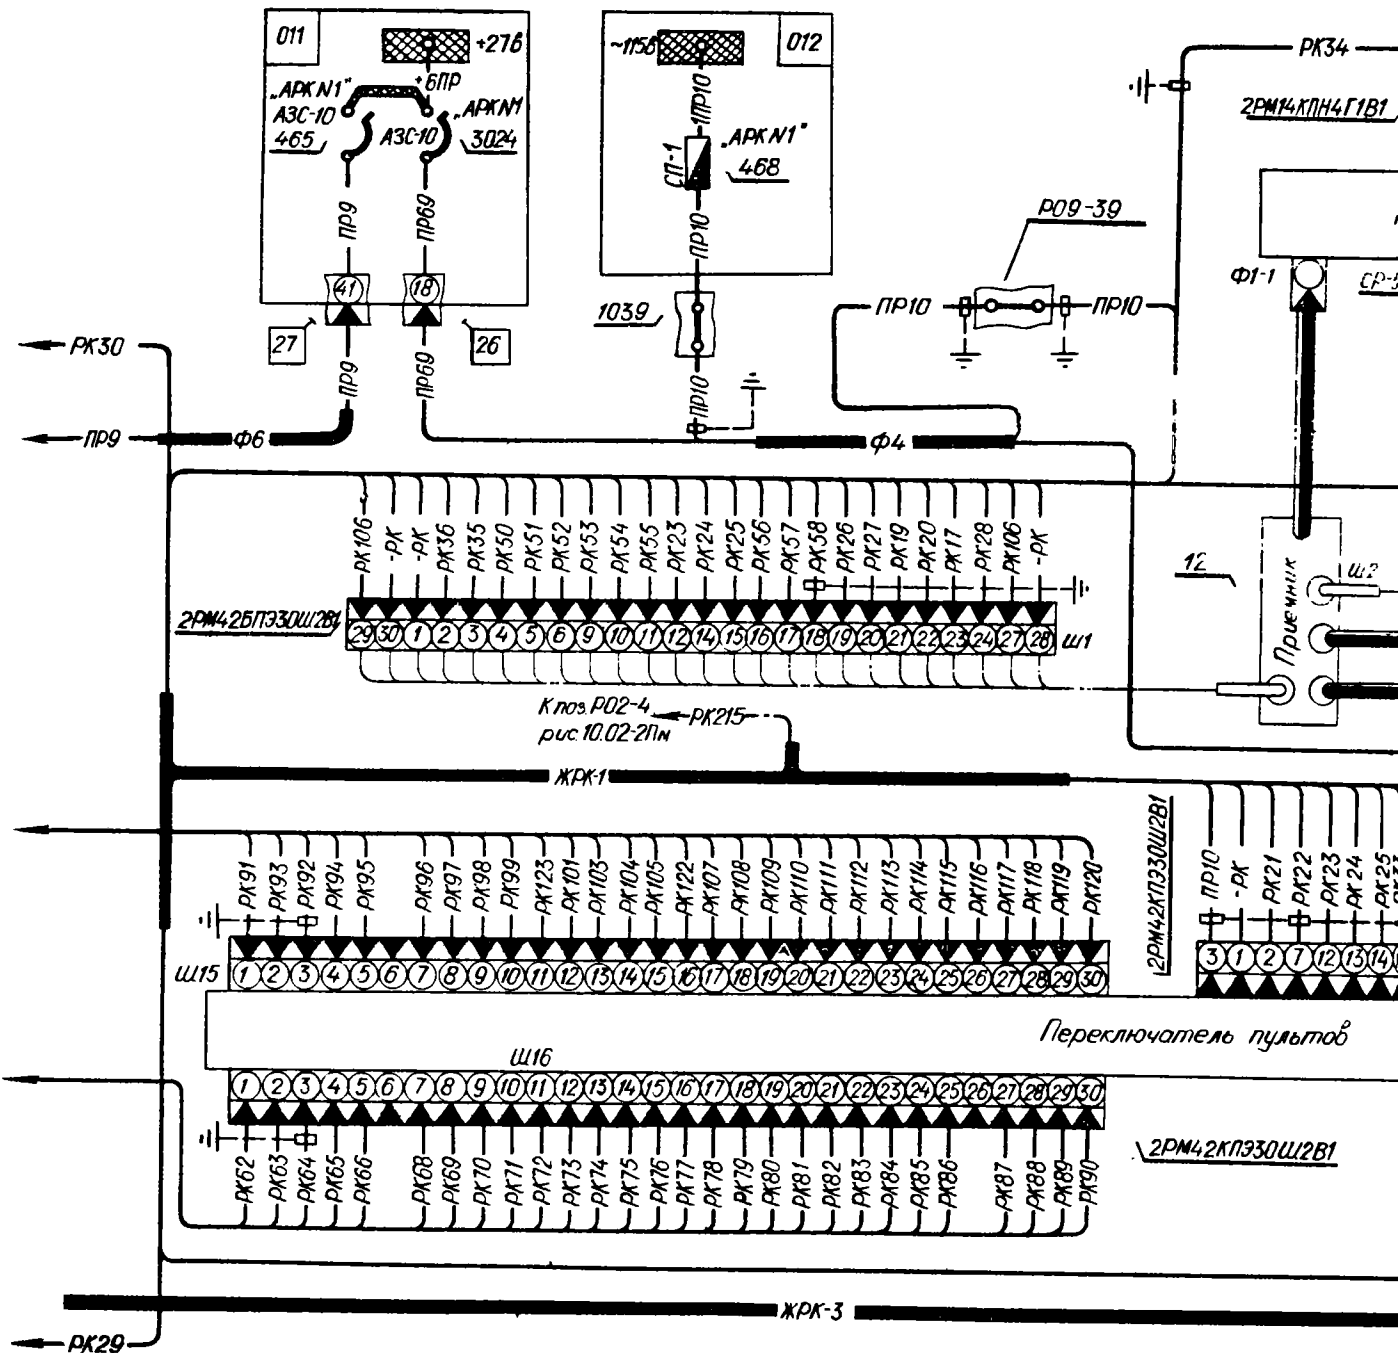 011
+27в
+6ПР
„АРК№1"
АЗС-10
465
АЗС-10
„АРК№1
3024
ПР9
ПР69
41
18
27
26
ПР9
ПР69
~115в
012
1ПР10
СП-1
„АРК№1"
468
ПР10
1039
ПР10
РК34
2РМ14КПН4Г1В1
Р09-39
ПР10
ПР10
Ф1-1
РК30
ПР9
Ф6
Ф4
РК106
-РК
-РК
РК36
РК35
РК50
РК51
РК52
РК53
РК54
РК55
РК23
РК24
РК25
РК56
РК57
РК58
РК26
РК27
РК19
РК20
РК17
РК28
РК106
-РК
2РМ42БПЭ30Ш2В1
29 30 1 2 3 4 5 6 9 10 11 12 14 15 16 17 18 19 20 21 22 23 24 27 28
Ш1
12
Приемник
Ш2
К поз. Р02-4
рис. 10.02-2Пм
РК215
ЖРК-1
2РМ42КПЭ30Ш2В1
РК91
РК93
РК92
РК94
РК95
РК96
РК97
РК98
РК99
РК123
РК101
РК103
РК104
РК105
РК122
РК107
РК108
РК109
РК110
РК111
РК112
РК113
РК114
РК115
РК116
РК117
РК118
РК119
РК120
ПР10
-РК
РК21
РК22
РК23
РК24
РК25
Ш15
1 2 3 4 5 6 7 8 9 10 11 12 13 14 15 16 17 18 19 20 21 22 23 24 25 26 27 28 29 30
3 1 2 7 12 13 14
Переключатель пультов
Ш16
1 2 3 4 5 6 7 8 9 10 11 12 13 14 15 16 17 18 19 20 21 22 23 24 25 26 27 28 29 30
РК62
РК63
РК64
РК65
РК66
РК68
РК69
РК70
РК71
РК72
РК73
РК74
РК75
РК76
РК77
РК78
РК79
РК80
РК81
РК82
РК83
РК84
РК85
РК86
РК87
РК88
РК89
РК90
2РМ42КПЭ30Ш2В1
ЖРК-3
РК29